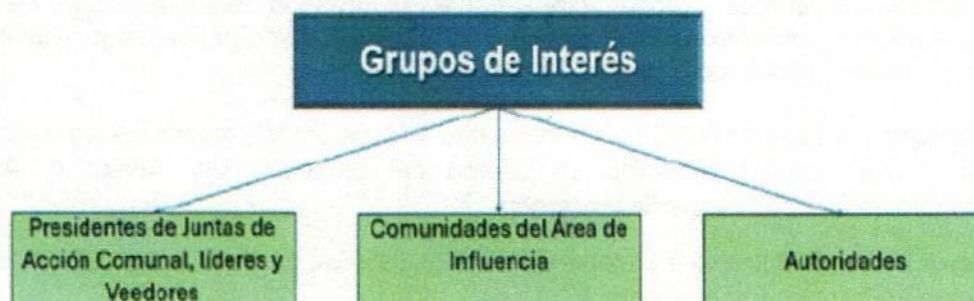 Grupos de Interés
Presidentes de Juntas de
Acción Comunal, líderes y
Veedores
Comunidades del Área de
Influencia
Autoridades